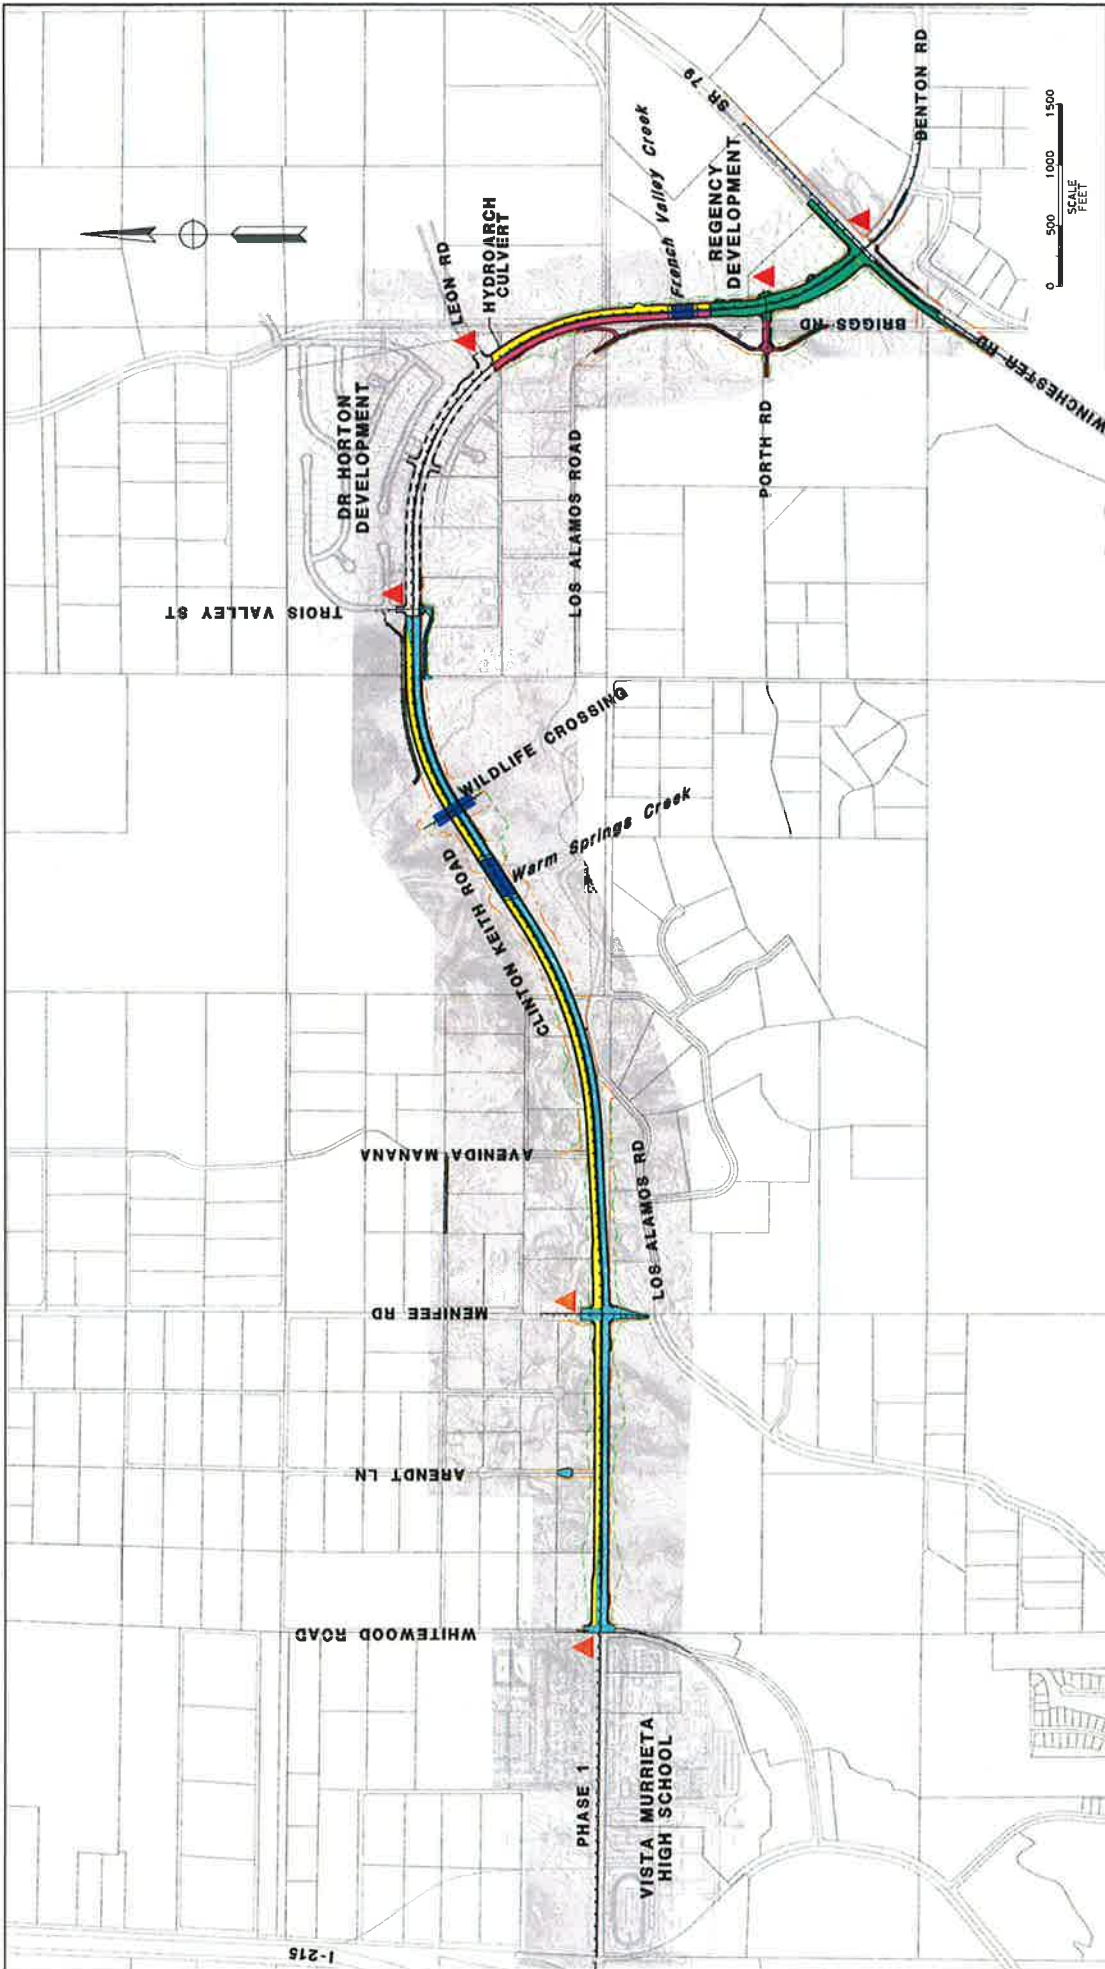 I-215
PHASE 1
VISTA MURRIETA
HIGH SCHOOL
WHITEWOOD ROAD
ARENDT LN
MENIFEE RD
LOS ALAMOS RD
AVENIDA MANANA
CLINTON KEITH ROAD
Warm Springs Creek
WILDLIFE CROSSING
TROIS VALLEY ST
DR HORTON
DEVELOPMENT
LOS ALAMOS ROAD
LEON RD
HYDROARCH
CULVERT
French Valley Creek
REGENCY
DEVELOPMENT
PORTH RD
BRIGGS RD
WINCHESTER RD
SR 79
DENTON RD
0 500 1000 1500
SCALE
FEET